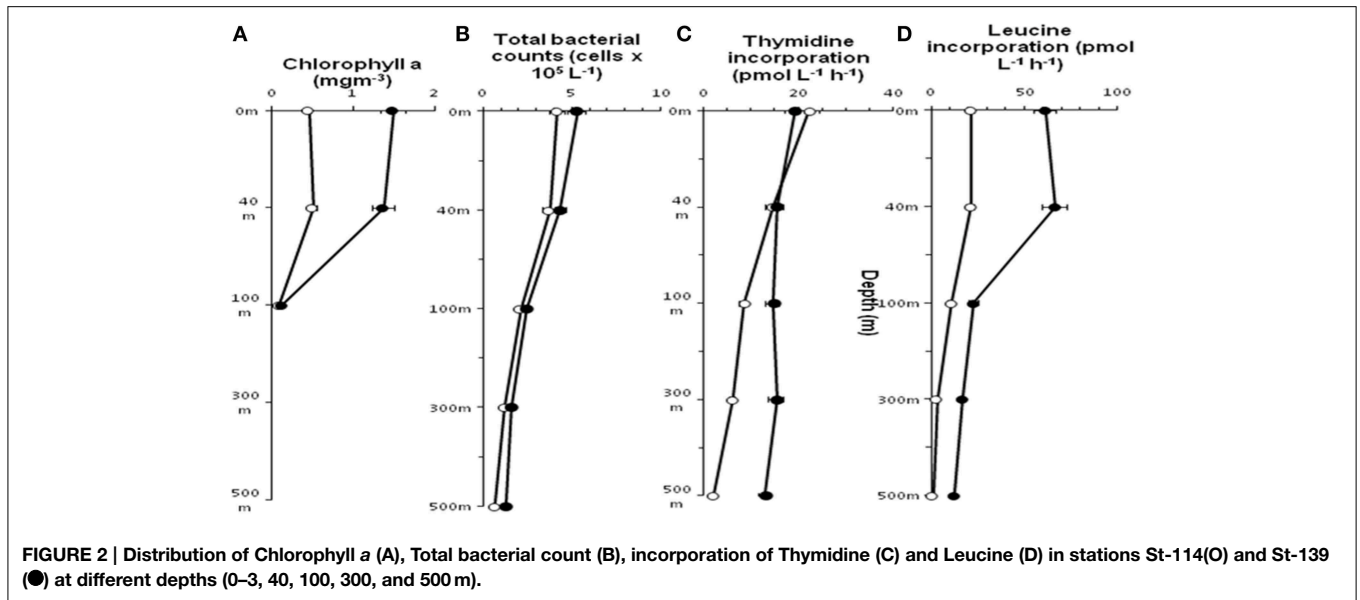 A
Chlorophyll a
(mgm-3)
0 1 2
0m
40
m
100
m
300
m
500
m
B
Total bacterial
counts (cells x
10⁵ L⁻¹)
0 5 10
0m
40m
100m
300m
500m
C
Thymidine
incorporation
(pmol L⁻¹ h⁻¹)
0 20 40
0m
40
m
100
m
300
m
500
m
D
Leucine
incorporation (pmol
L⁻¹ h⁻¹)
0 50 100
0m
40m
100m
300m
500m
Depth (m)
FIGURE 2 | Distribution of Chlorophyll a (A), Total bacterial count (B), incorporation of Thymidine (C) and Leucine (D) in stations St-114(O) and St-139
(●) at different depths (0–3, 40, 100, 300, and 500 m).